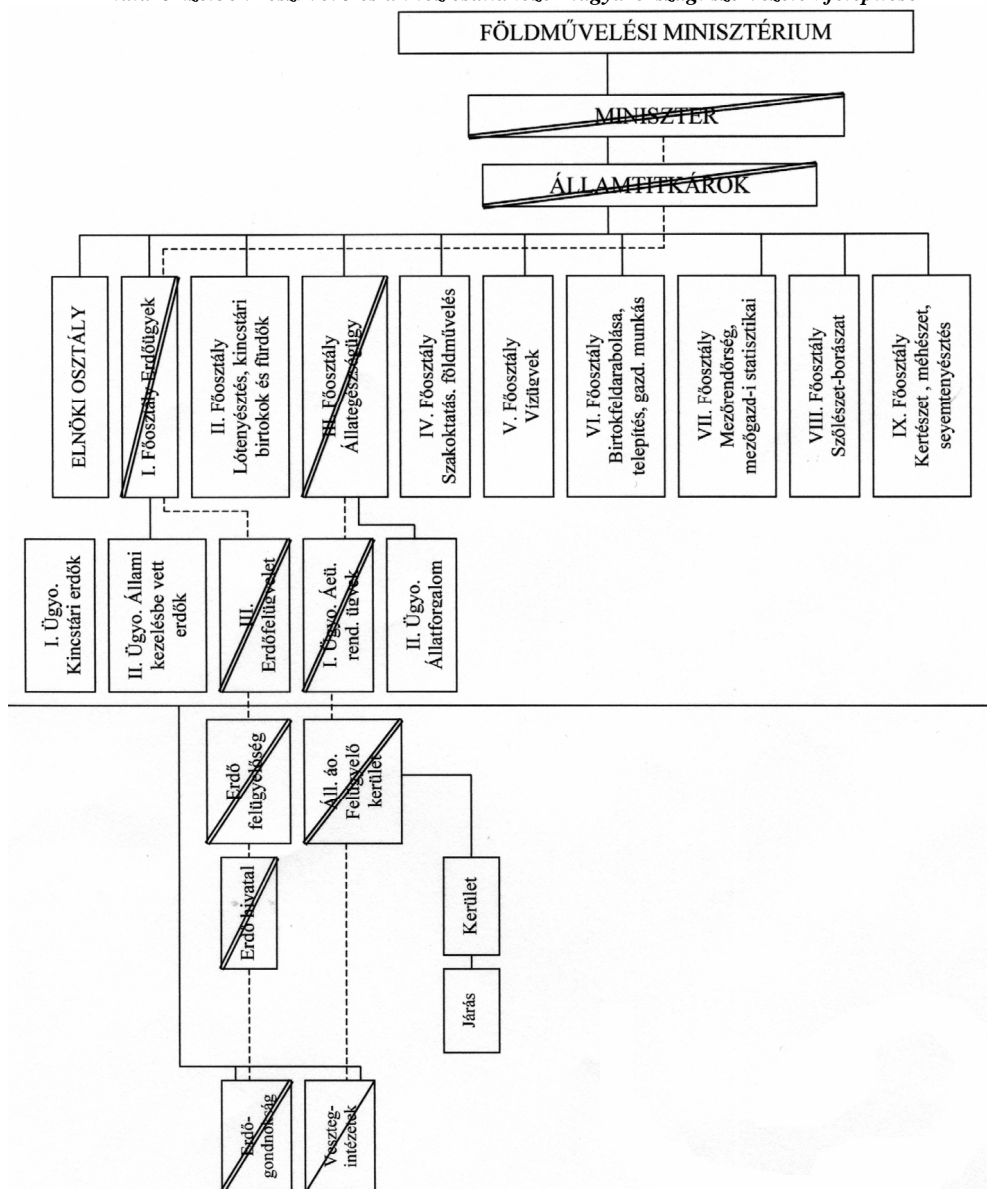 FÖLDMŰVELÉSI MINISZTÉRIUM
MINISZTER
ÁLLAMTITKÁROK
ELNÖKI OSZTÁLY
I. Főosztály Erdőügyek
II. Főosztály
Lótenyésztés, kincstári
birtokok és fürdők
III. Főosztály
Állategészségügy
IV. Főosztály
Szakoktatás. földművelés
V. Főosztály
Vízügyek
VI. Főosztály
Birtokfeldarabolása,
telepítés, gazd. munkás
VII. Főosztály
Mezőrendőrség,
mezőgazd-i statisztikai
VIII. Főosztály
Szőlészet-borászat
IX. Főosztály
Kertészet , méhészet,
seyemtenyésztés
I. Ügyo.
Kincstári erdők
II. Ügyo. Állami
kezelésbe vett
erdők
III.
Erdőfelügyelet
I. Ügyo. Áeü.
rend. ügyek
II. Ügyo.
Állatforgalom
Erdő
felügyelőség
Áll. áo.
Felügyelő
kerület
Erdő hivatal
Kerület
Járás
Erdő-
gondnokság
Veszteg-
intézetek